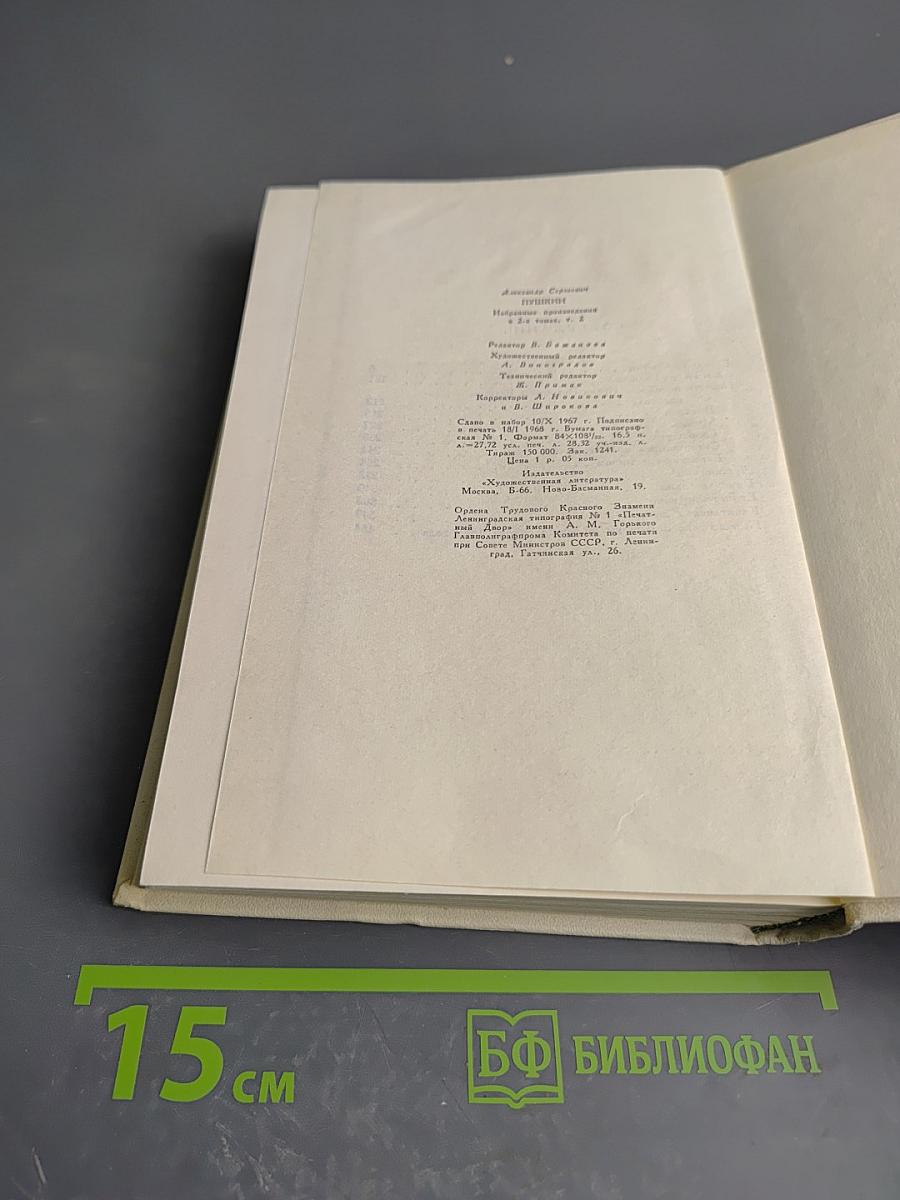 Александр Сергеевич
ПУШКИН
Избранные произведения
в 2-х томах, т. 2
Редактор В. Божанова
Художественный редактор
А. Виноградов
Технический редактор
Ж. Примак
Корректоры Л. Новикович
и В. Широкова
Сдано в набор 10/X 1967 г. Подписано
в печать 18/I 1968 г. Бумага типограф-
ская № 1. Формат 84×108¹/₃₂. 16,5 п.
л.=27,72 усл. печ. л. 28,32 уч.-изд. л.
Тираж 150 000. Зак. 1241.
Цена 1 р. 05 коп.
Издательство
«Художественная литература»
Москва, Б-66, Ново-Басманная, 19.
Ордена Трудового Красного Знамени
Ленинградская типография № 1 «Печат-
ный Двор» имени А. М. Горького
Главполиграфпрома Комитета по печати
при Совете Министров СССР, г. Ленин-
град, Гатчинская ул., 26.
15 см
БФ БИБЛИОФАН